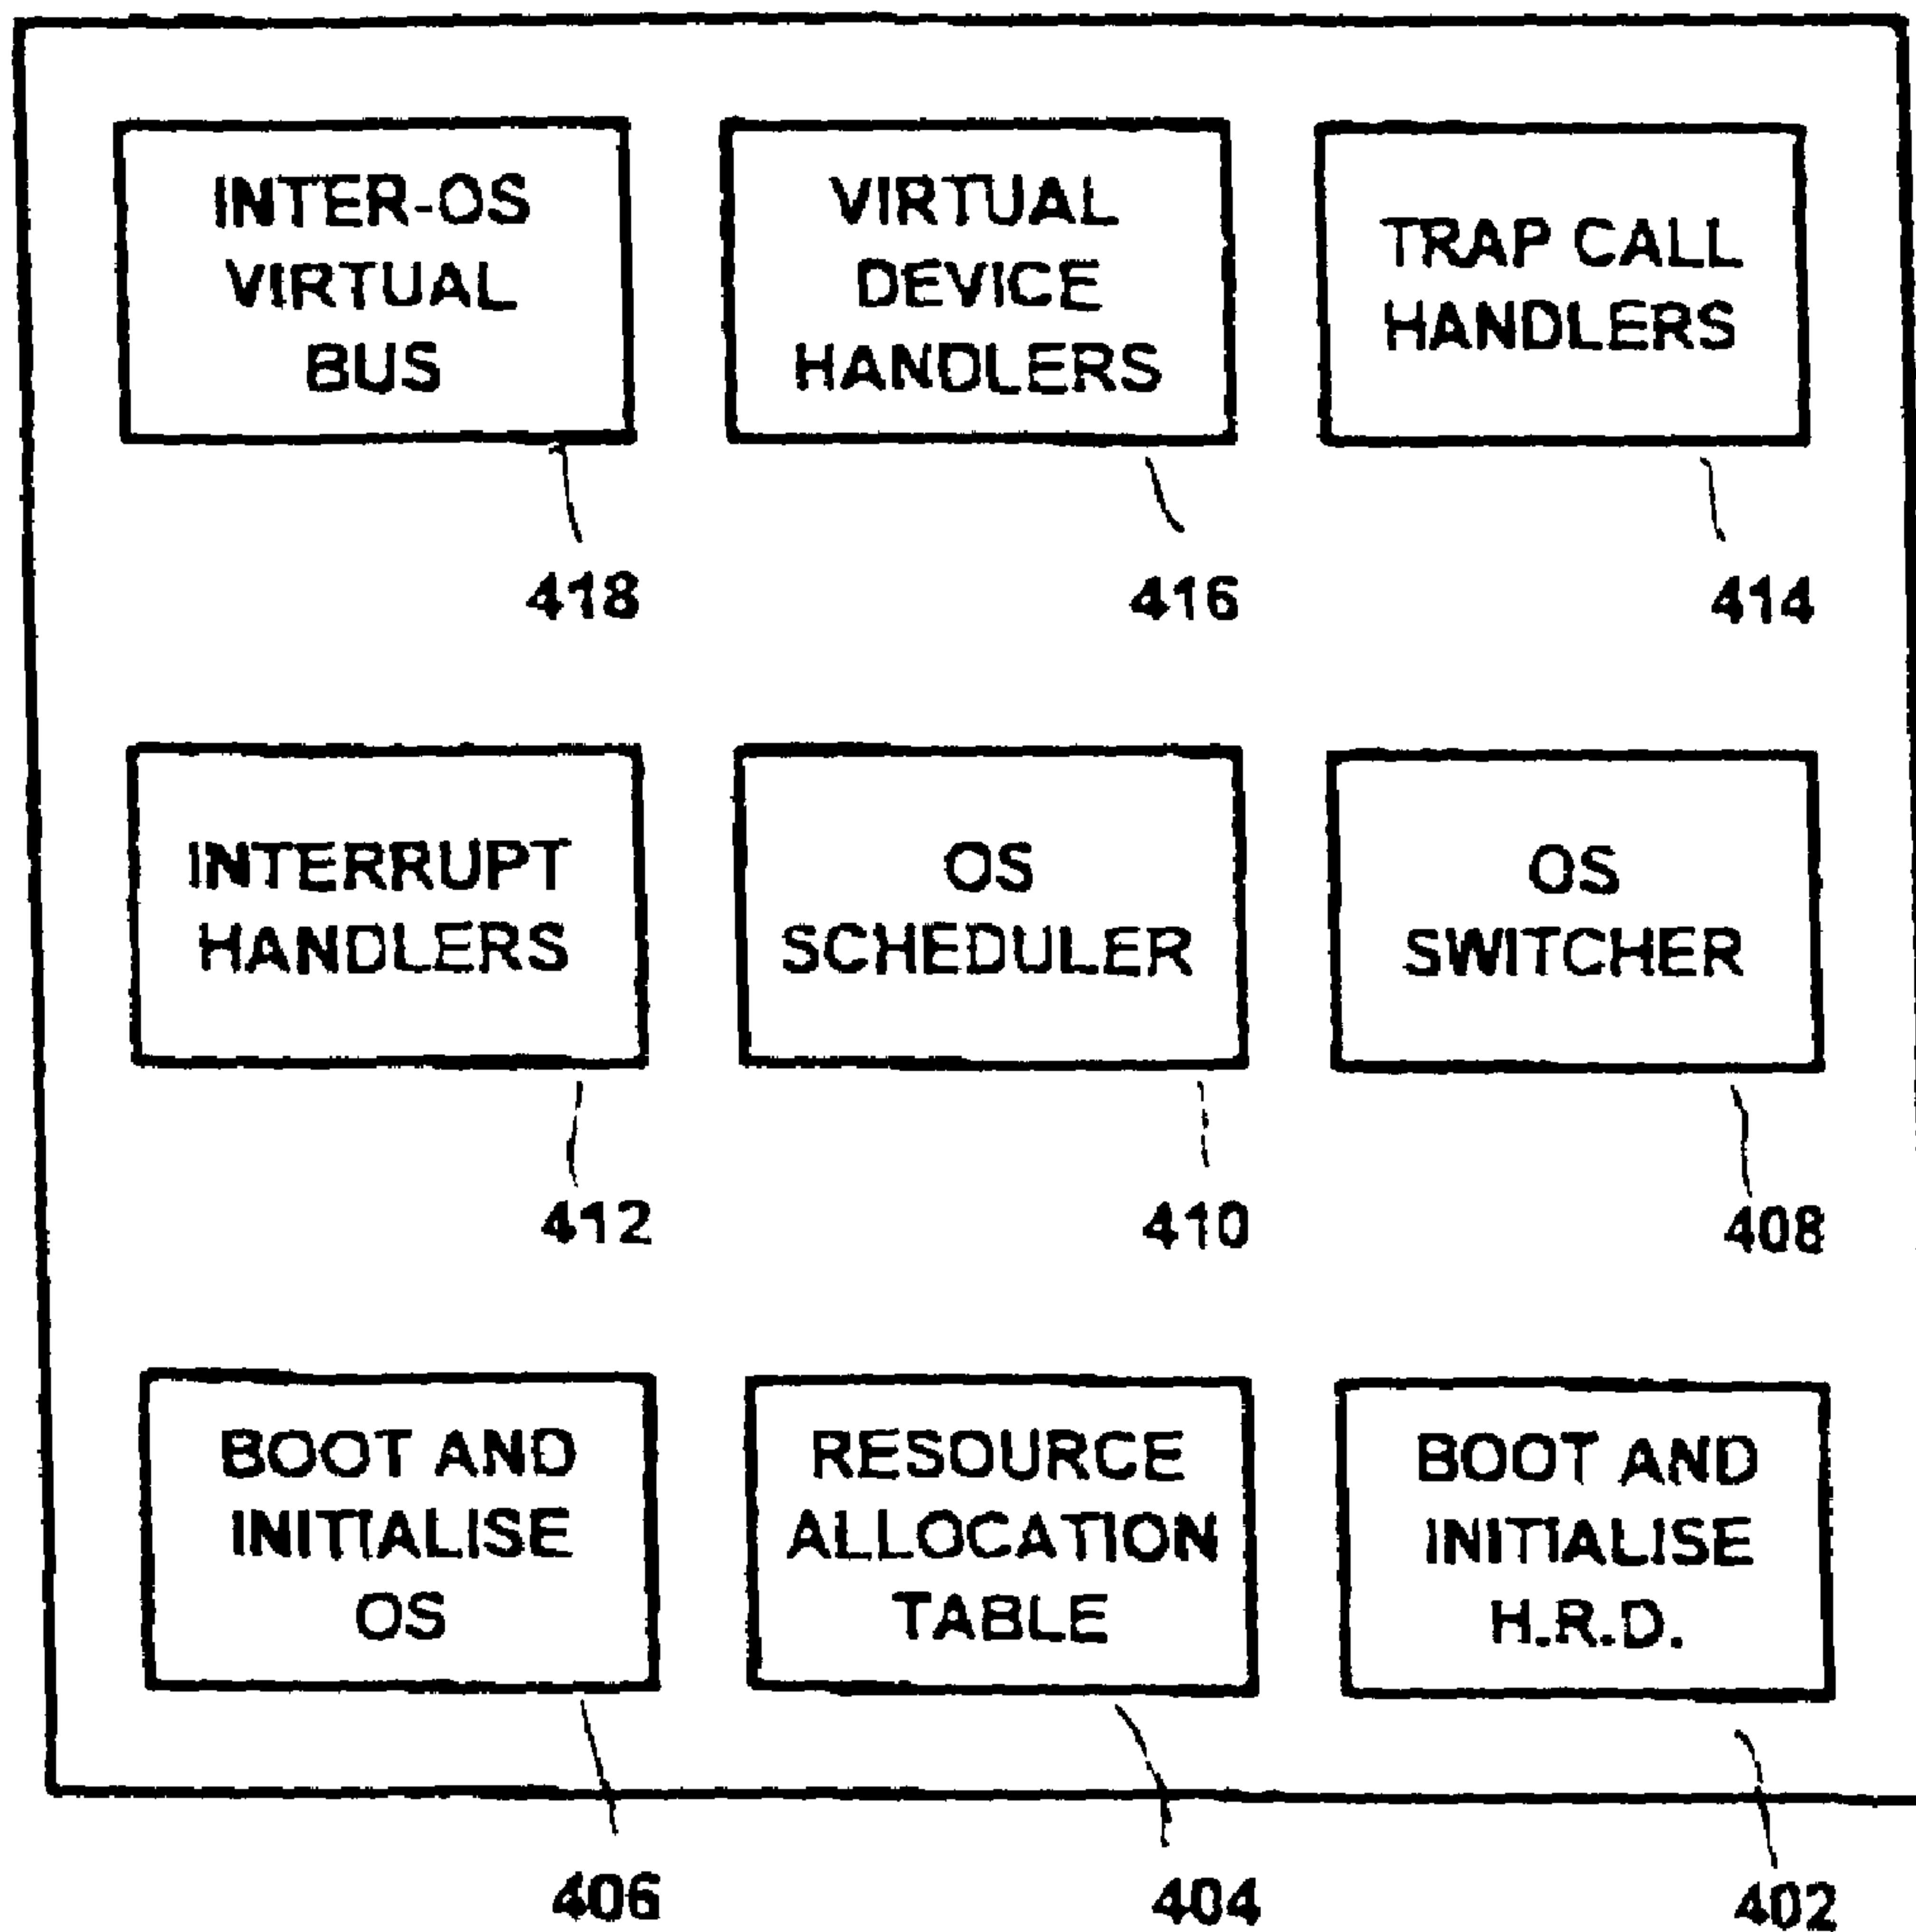 INTER-OS
VIRTUAL
BUS
VIRTUAL
DEVICE
HANDLERS
TRAP CALL
HANDLERS
418
416
414
INTERRUPT
HANDLERS
OS
SCHEDULER
OS
SWITCHER
412
410
408
BOOT AND
INITIALISE
OS
RESOURCE
ALLOCATION
TABLE
BOOT AND
INITIALISE
H.R.D.
406
404
402